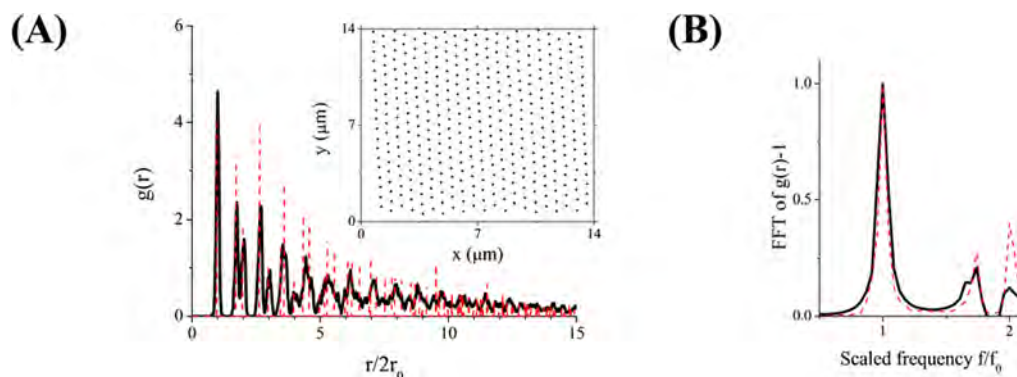 (A)
6
4
2
0
g(r)
0
5
10
15
r/2r₀
14
7
0
y (μm)
0
7
14
x (μm)
(B)
1.0
0.5
0.0
FFT of g(r)-1
1
2
Scaled frequency f/f₀